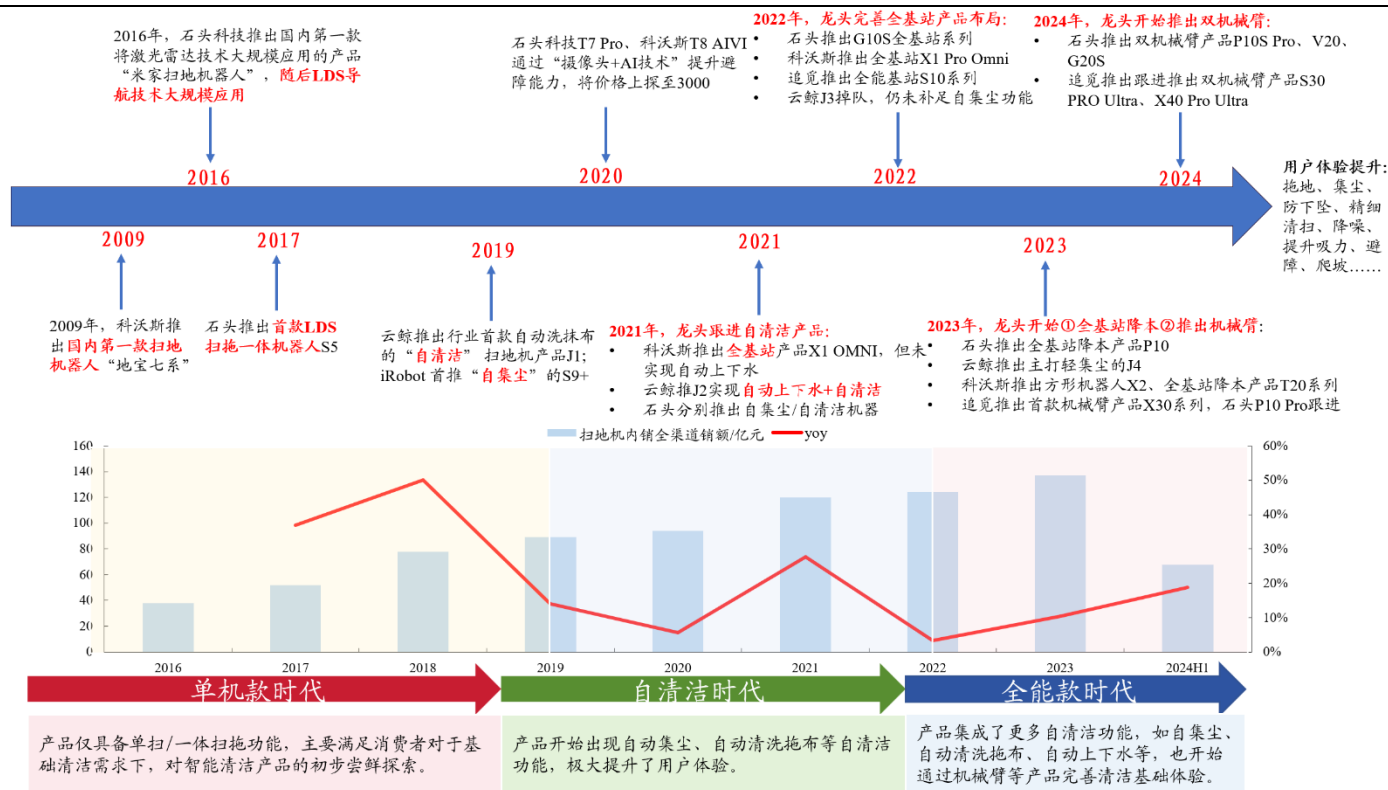 2016年，石头科技推出国内第一款
将激光雷达技术大规模应用的产品
“米家扫地机器人”，随后LDS导
航技术大规模应用
石头科技T7 Pro、科沃斯T8 AIVI
通过“摄像头+AI技术”提升避
障能力，将价格上探至3000
2022年，龙头完善全基站产品布局：
• 石头推出G10S全基站系列
• 科沃斯推出全基站X1 Pro Omni
• 追觅推出全能基站S10系列
• 云鲸J3掉队，仍未补足自集尘功能
2024年，龙头开始推出双机械臂：
• 石头推出双机械臂产品P10S Pro、V20、
G20S
• 追觅推出跟进推出双机械臂产品S30
PRO Ultra、X40 Pro Ultra
2016
2020
2022
2024
用户体验提升：
拖地、集尘、
防下坠、精细
清扫、降噪、
提升吸力、避
障、爬坡……
2009
2017
2019
2021
2023
2009年，科沃斯推
出国内第一款扫地
机器人“地宝七系”
石头推出首款LDS
扫拖一体机器人S5
云鲸推出行业首款自动洗抹布
的“自清洁” 扫地机产品J1；
iRobot 首推“自集尘”的S9+
2021年，龙头跟进自清洁产品：
• 科沃斯推出全基站产品X1 OMNI，但未
实现自动上下水
• 云鲸推J2实现自动上下水+自清洁
• 石头分别推出自集尘/自清洁机器
2023年，龙头开始①全基站降本②推出机械臂：
• 石头推出全基站降本产品P10
• 云鲸推出主打轻集尘的J4
• 科沃斯推出方形机器人X2、全基站降本产品T20系列
• 追觅推出首款机械臂产品X30系列，石头P10 Pro跟进
扫地机内销全渠道销额/亿元
yoy
160
140
120
100
80
60
40
20
0
60%
50%
40%
30%
20%
10%
0%
2016
2017
2018
2019
2020
2021
2022
2023
2024H1
单机款时代
自清洁时代
全能款时代
产品仅具备单扫/一体扫拖功能，主要满足消费者对于基
础清洁需求下，对智能清洁产品的初步尝鲜探索。
产品开始出现自动集尘、自动清洗拖布等自清洁
功能，极大提升了用户体验。
产品集成了更多自清洁功能，如自集尘、
自动清洗拖布、自动上下水等，也开始
通过机械臂等产品完善清洁基础体验。